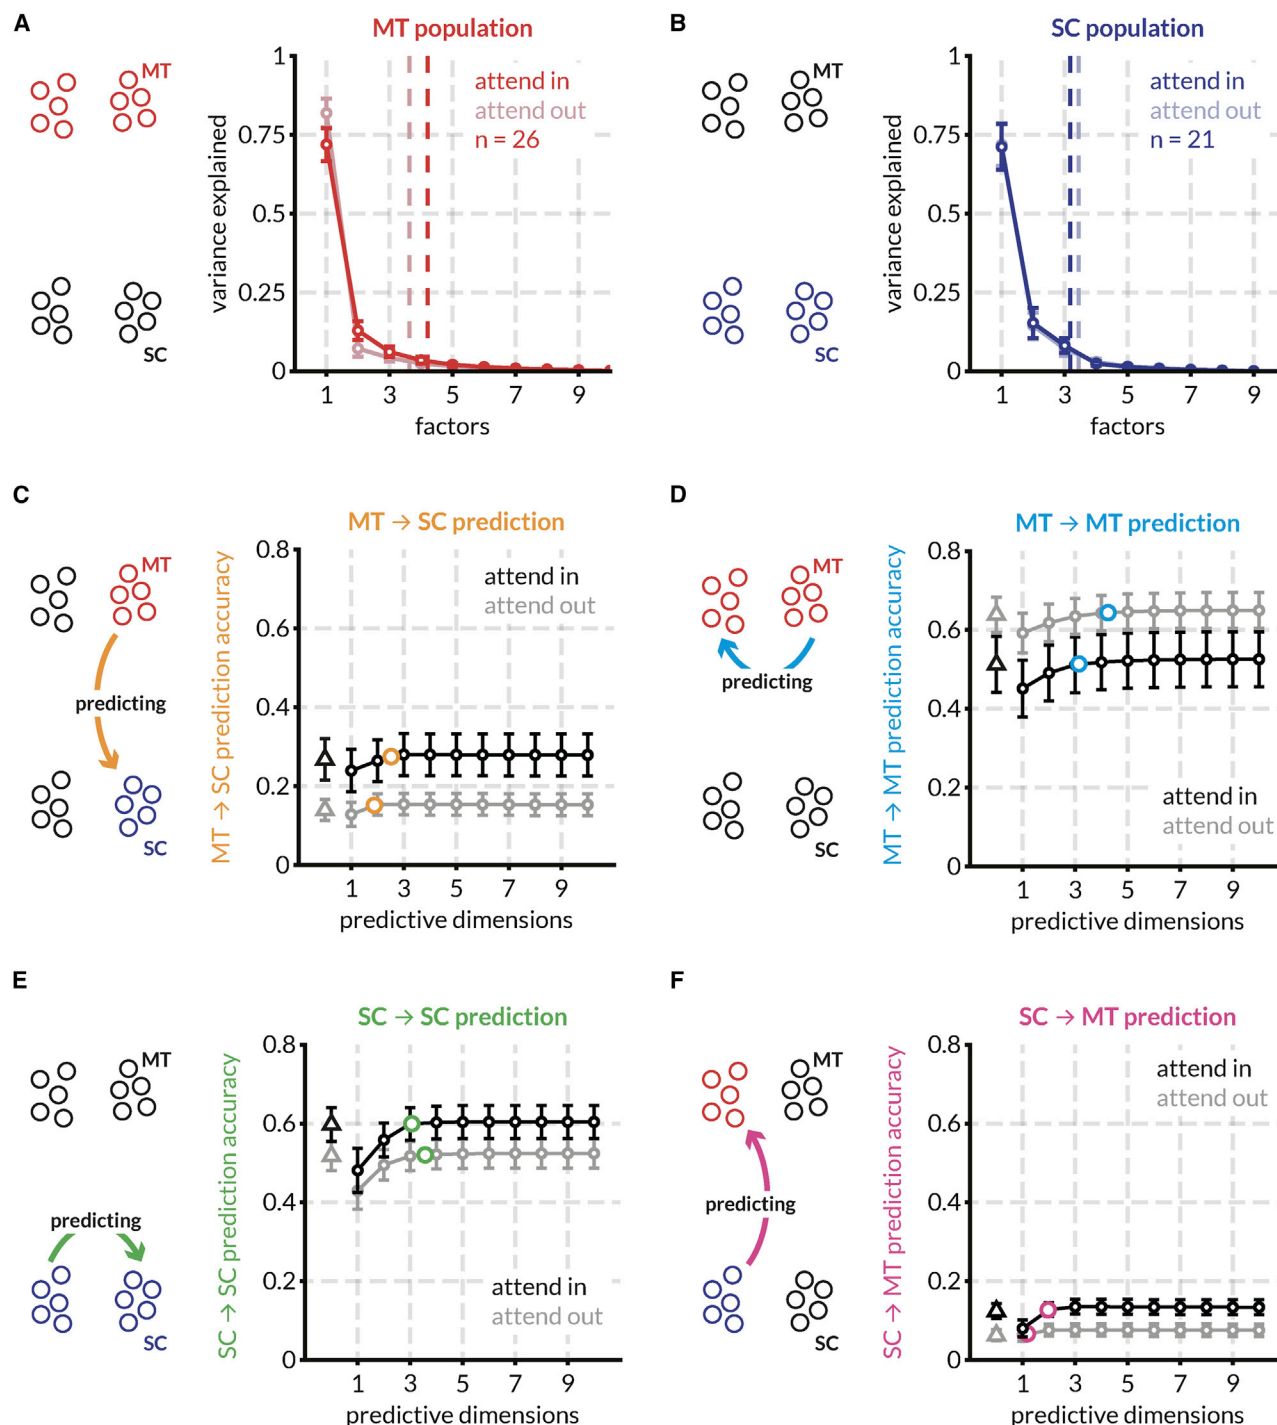 A
MT population
MT
SC
variance explained
1
0.75
0.5
0.25
0
attend in
attend out
n = 26
1 3 5 7 9
factors
B
SC population
MT
SC
variance explained
1
0.75
0.5
0.25
0
attend in
attend out
n = 21
1 3 5 7 9
factors
C
MT → SC prediction
MT
predicting
SC
MT → SC prediction accuracy
0.8
0.6
0.4
0.2
0
attend in
attend out
1 3 5 7 9
predictive dimensions
D
MT → MT prediction
MT
predicting
SC
MT → MT prediction accuracy
0.8
0.6
0.4
0.2
0
attend in
attend out
1 3 5 7 9
predictive dimensions
E
SC → SC prediction
MT
predicting
SC
SC → SC prediction accuracy
0.8
0.6
0.4
0.2
0
attend in
attend out
1 3 5 7 9
predictive dimensions
F
SC → MT prediction
MT
predicting
SC
SC → MT prediction accuracy
0.8
0.6
0.4
0.2
0
attend in
attend out
1 3 5 7 9
predictive dimensions